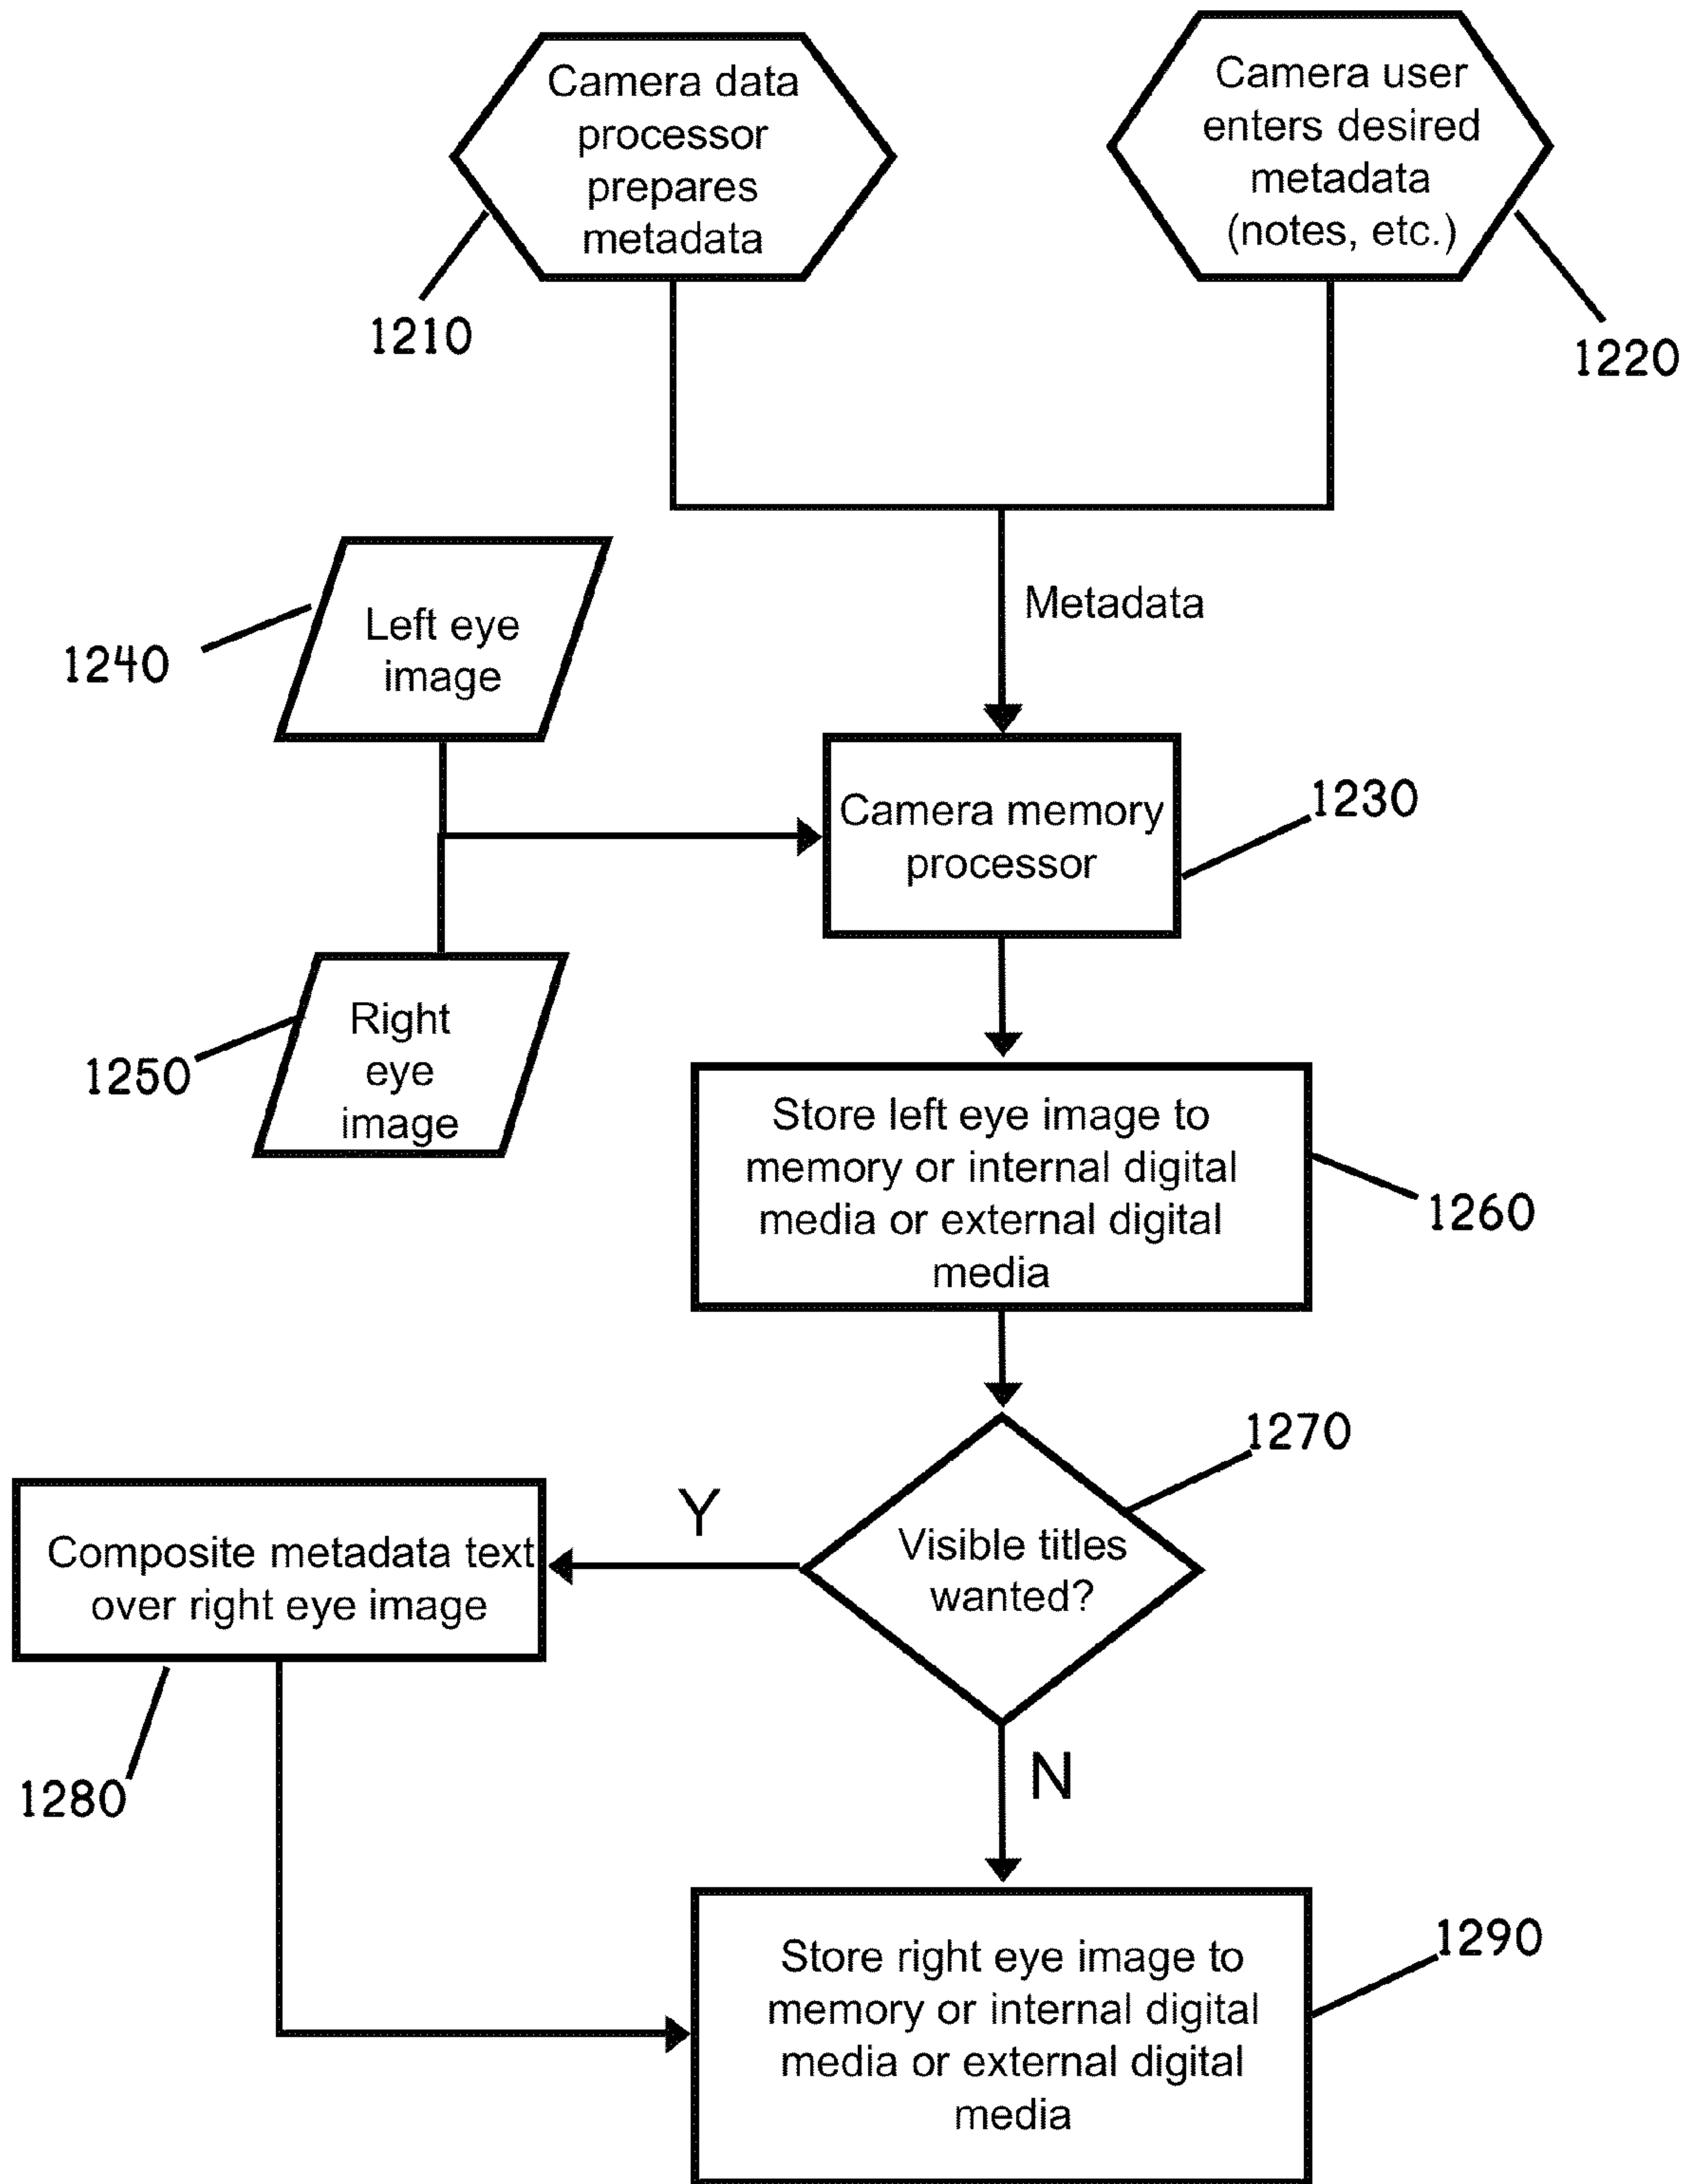 Camera data
processor
prepares
metadata
1210
Camera user
enters desired
metadata
(notes, etc.)
1220
Metadata
Left eye
image
1240
Camera memory
processor
1230
Right
eye
image
1250
Store left eye image to
memory or internal digital
media or external digital
media
1260
Visible titles
wanted?
1270
Y
Composite metadata text
over right eye image
1280
N
Store right eye image to
memory or internal digital
media or external digital
media
1290